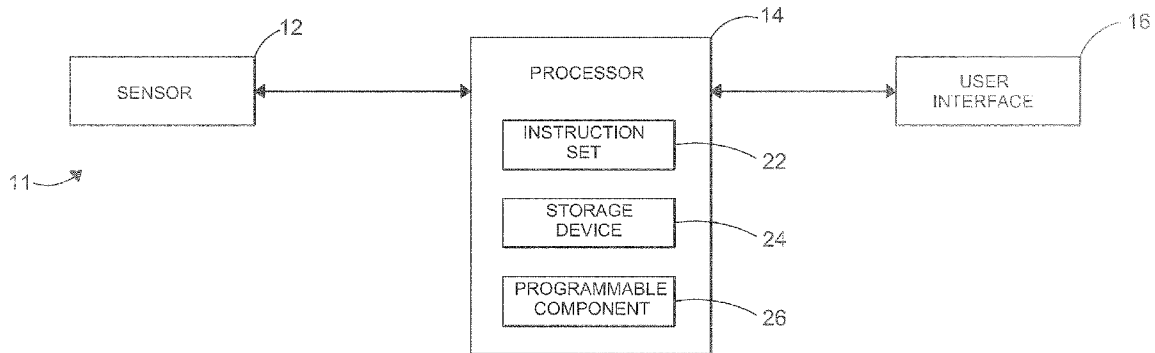 12
14
16
SENSOR
PROCESSOR
USER
INTERFACE
INSTRUCTION
SET
22
11
STORAGE
DEVICE
24
PROGRAMMABLE
COMPONENT
26